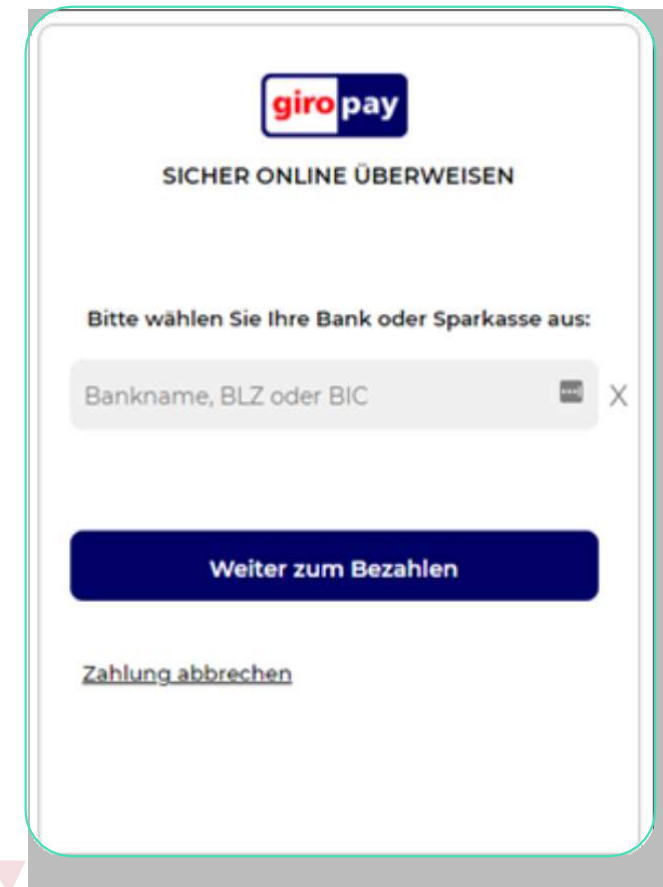 giropay
SICHER ONLINE ÜBERWEISEN
Bitte wählen Sie Ihre Bank oder Sparkasse aus:
Bankname, BLZ oder BIC
X
Weiter zum Bezahlen
Zahlung abbrechen